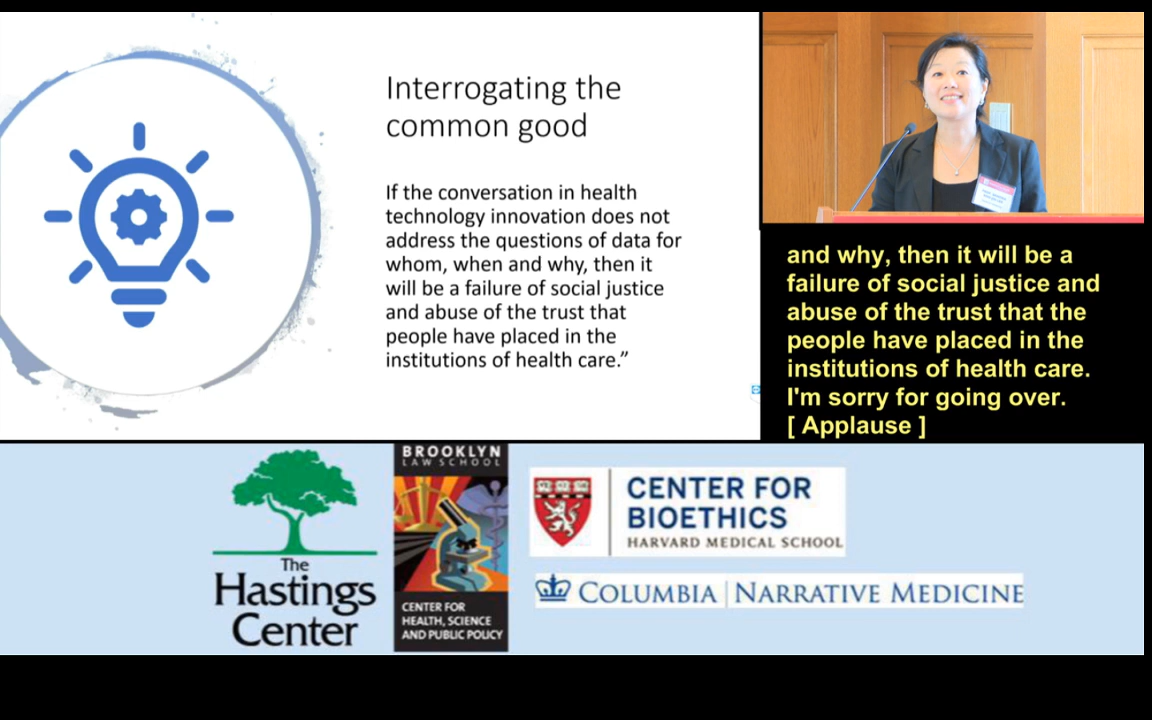 Interrogating the
common good
If the conversation in health
technology innovation does not
address the questions of data for
whom, when and why, then it
will be a failure of social justice
and abuse of the trust that
people have placed in the
institutions of health care.”
and why, then it will be a
failure of social justice and
abuse of the trust that the
people have placed in the
institutions of health care.
I'm sorry for going over.
[ Applause ]
The
Hastings
Center
BROOKLYN
LAW SCHOOL
CENTER FOR
HEALTH, SCIENCE
AND PUBLIC POLICY
CENTER FOR
BIOETHICS
HARVARD MEDICAL SCHOOL
COLUMBIA | NARRATIVE MEDICINE